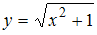 y = √(x² + 1)